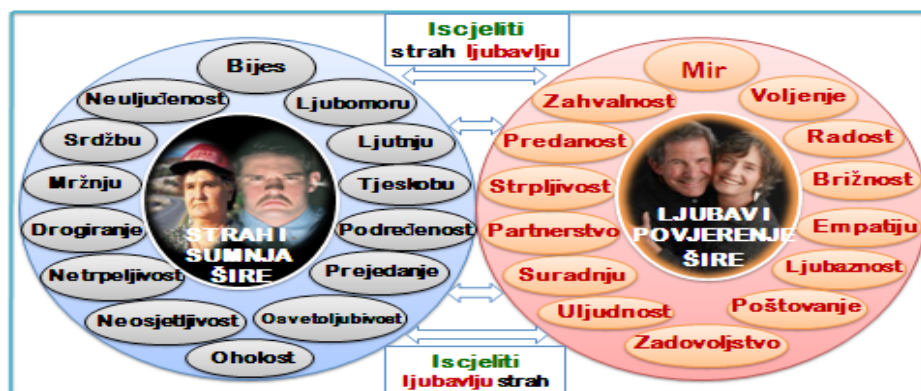 Iscjeliti
strah ljubavlju
Bijes
Neuljuđenost
Ljubomoru
Srdžbu
Ljutnju
Mržnju
Tjeskobu
Drogiranje
Podređenost
Netrpeljivost
Prejedanje
Neosjetljivost
Osvetoljubivost
Oholost
STRAH I
SUMNJA
ŠIRE
Mir
Zahvalnost
Voljenje
Predanost
Radost
Strpljivost
Brižnost
Partnerstvo
Empatiju
Suradnju
Ljubaznost
Uljudnost
Poštovanje
Zadovoljstvo
LJUBAV I
POVJERENJE
ŠIRE
Iscjeliti
ljubavlju strah